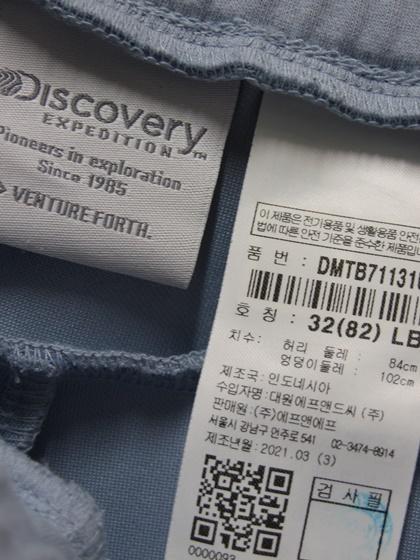 Discovery
EXPEDITION™
Pioneers in exploration
Since 1985
VENTURE FORTH.
이 제품은 전기용품 및 생활용품 안전
법에 따른 안전 기준을 준수한 제품입니
품 번 : DMTB71131
호 칭 : 32(82) LB
치수: 허리 둘레 : 84cm
엉덩이둘레 : 102cm
제조국: 인도네시아
수입자명: 대원에프앤드씨 (주)
판매원: (주)에프앤에프
서울시 강남구 언주로 541 02-3474-8914
제조년월: 2021.03 (3)
검 사 필
0000093